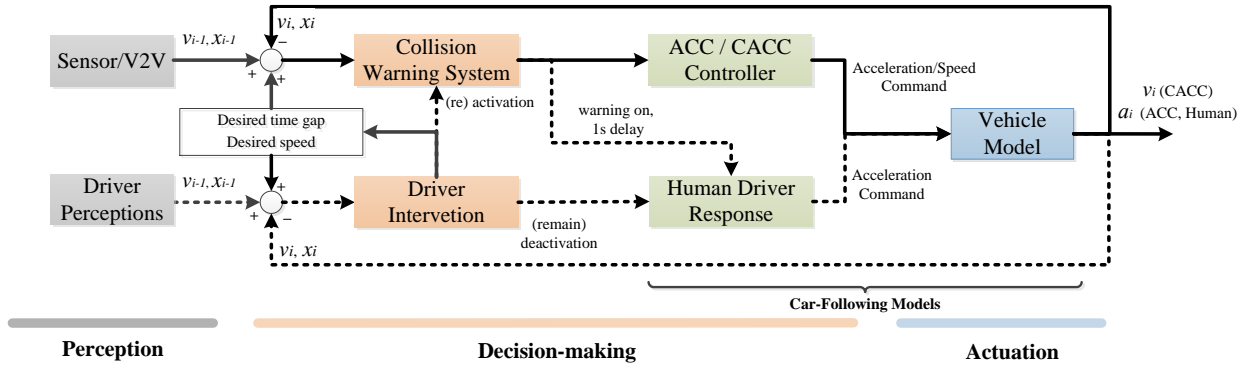 vi, xi
vi-1, xi-1
−
+
+
Sensor/V2V
Collision
Warning System
ACC / CACC
Controller
Acceleration/Speed
Command
(re) activation
warning on,
1s delay
Desired time gap
Desired speed
Vehicle
Model
vi (CACC)
ai (ACC, Human)
Driver
Perceptions
vi-1, xi-1
+
+
−
Driver
Intervetion
(remain)
deactivation
Human Driver
Response
Acceleration
Command
vi, xi
Car-Following Models
Perception
Decision-making
Actuation